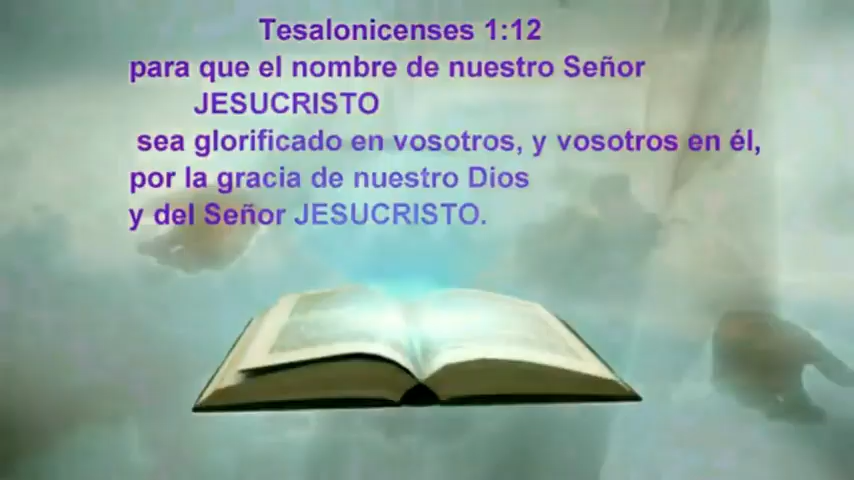 Tesalonicenses 1:12
para que el nombre de nuestro Señor
JESUCRISTO
sea glorificado en vosotros, y vosotros en él,
por la gracia de nuestro Dios
y del Señor JESUCRISTO.